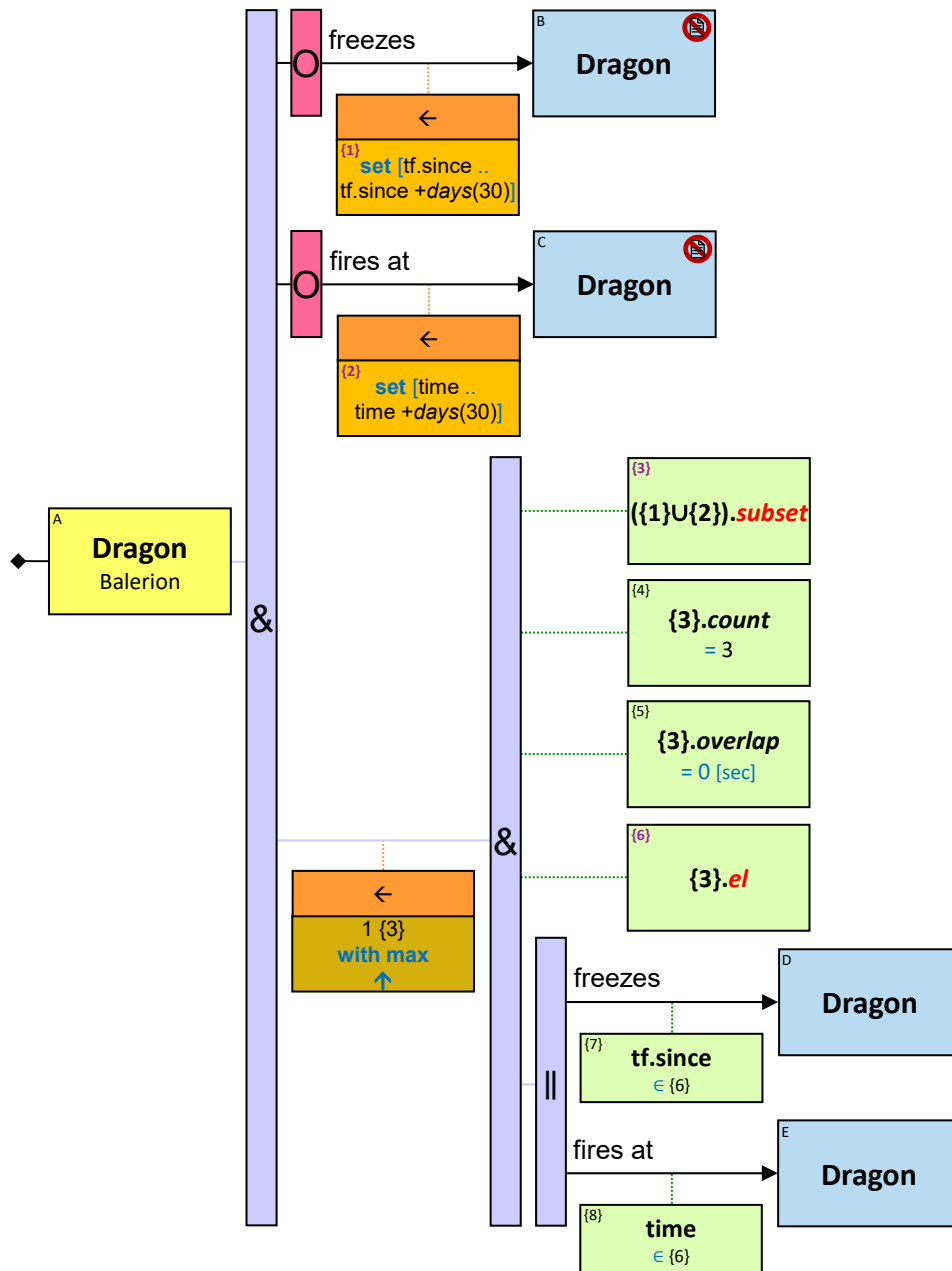 freezes
B
Dragon
O
←
{1}
set [tf.since ..
tf.since +days(30)]
fires at
C
Dragon
O
←
{2}
set [time ..
time +days(30)]
A
Dragon
Balerion
&
{3}
({1}∪{2}).subset
{4}
{3}.count
= 3
{5}
{3}.overlap
= 0 [sec]
&
{6}
{3}.el
←
1 {3}
with max
↑
freezes
D
Dragon
{7}
tf.since
∈ {6}
||
fires at
E
Dragon
{8}
time
∈ {6}